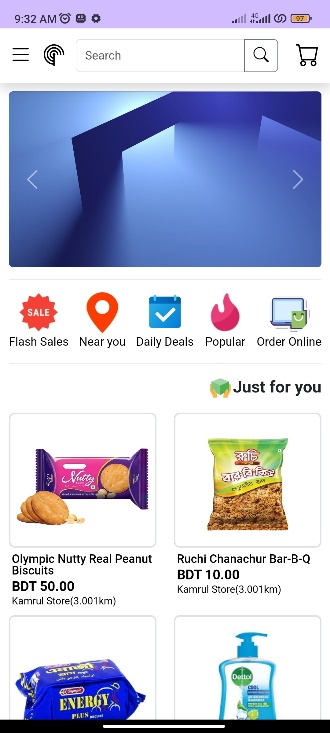 9:32 AM
4G
97
Search
SALE
Flash Sales
Near you
Daily Deals
Popular
Order Online
Just for you
Nutty
রুচি
বার-বি-কিউ
Olympic Nutty Real Peanut
Biscuits
BDT 50.00
Kamrul Store(3.001km)
Ruchi Chanachur Bar-B-Q
BDT 10.00
Kamrul Store(3.001km)
ENERGY
PLUS
Dettol
COOL